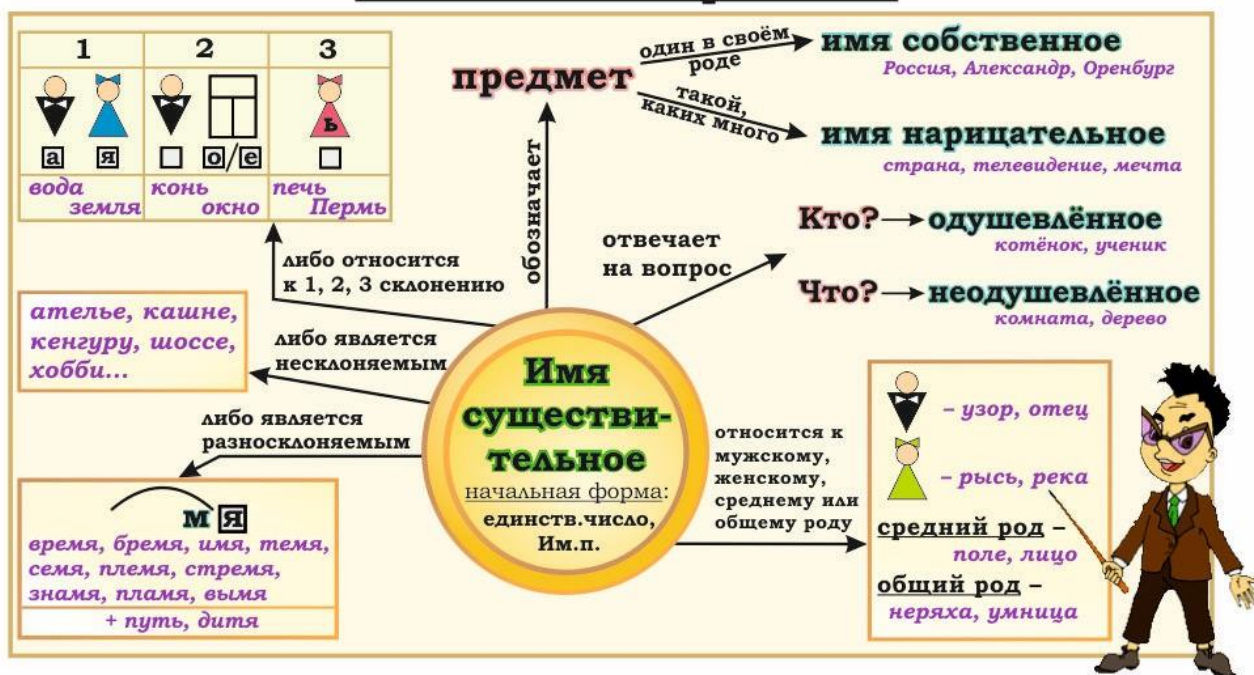 1 2 3
а я о/е ь
вода
земля
конь
окно
печь
Пермь
предмет
один в своём
роде
имя собственное
Россия, Александр, Оренбург
такой,
каких много
имя нарицательное
страна, телевидение, мечта
обозначает
отвечает
на вопрос
Кто? одушевлённое
котёнок, ученик
Что? неодушевлённое
комната, дерево
либо относится
к 1, 2, 3 склонению
либо является
несклоняемым
ателье, кашне,
кенгуру, шоссе,
хобби...
либо является
разносклоняемым
мя
время, бремя, имя, темя,
семя, племя, стремя,
знамя, пламя, вымя
+ путь, дитя
Имя
существи-
тельное
начальная форма:
единств.число,
Им.п.
относится к
мужскому,
женскому,
среднему или
общему роду
– узор, отец
– рысь, река
средний род –
поле, лицо
общий род –
неряха, умница